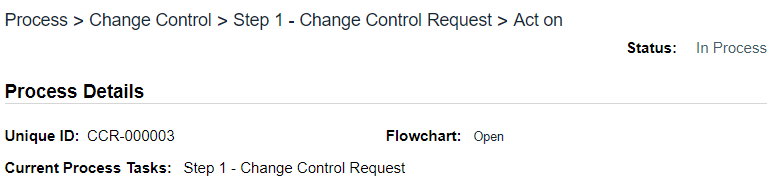 Process > Change Control > Step 1 - Change Control Request > Act on
Status: In Process
Process Details
Unique ID: CCR-000003 Flowchart: Open
Current Process Tasks: Step 1 - Change Control Request